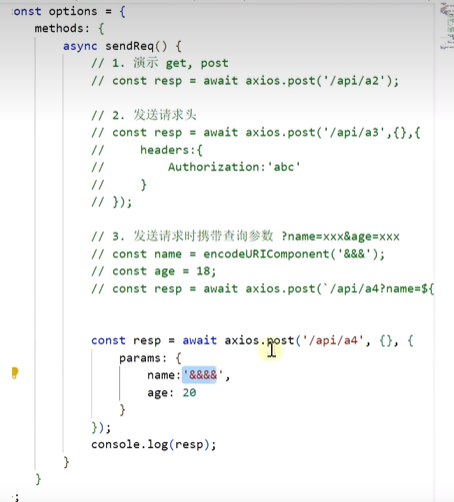 const options = {
methods: {
async sendReq() {
// 1. 演示 get, post
// const resp = await axios.post('/api/a2');
// 2. 发送请求头
// const resp = await axios.post('/api/a3',{},{
// headers:{
// Authorization:'abc'
// }
// });
// 3. 发送请求时携带查询参数 ?name=xxx&age=xxx
// const name = encodeURIComponent('&&&');
// const age = 18;
// const resp = await axios.post(`/api/a4?name=${
const resp = await axios.post('/api/a4', {}, {
params: {
name:'&&&&',
age: 20
}
});
console.log(resp);
}
}
};